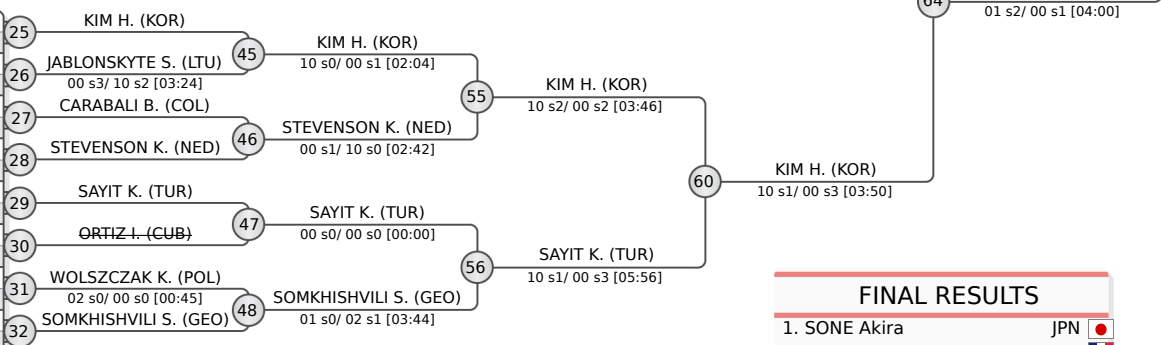 64
01 s2/ 00 s1 [04:00]
25
KIM H. (KOR)
45
KIM H. (KOR)
10 s0/ 00 s1 [02:04]
26
JABLONSKYTE S. (LTU)
00 s3/ 10 s2 [03:24]
55
KIM H. (KOR)
10 s2/ 00 s2 [03:46]
27
CARABALI B. (COL)
46
STEVENSON K. (NED)
00 s1/ 10 s0 [02:42]
28
STEVENSON K. (NED)
60
KIM H. (KOR)
10 s1/ 00 s3 [03:50]
29
SAYIT K. (TUR)
47
SAYIT K. (TUR)
00 s0/ 00 s0 [00:00]
30
ORTIZ I. (CUB)
56
SAYIT K. (TUR)
10 s1/ 00 s3 [05:56]
31
WOLSZCZAK K. (POL)
02 s0/ 00 s0 [00:45]
48
SOMKHISHVILI S. (GEO)
01 s0/ 02 s1 [03:44]
32
SOMKHISHVILI S. (GEO)
FINAL RESULTS
1. SONE Akira JPN